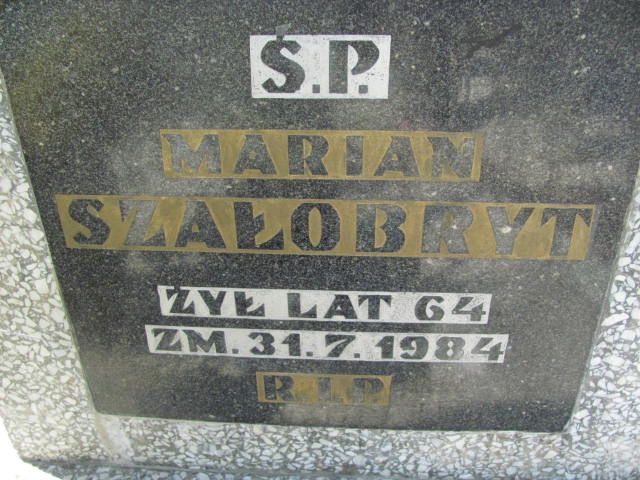 Ś.P.
MARIAN
SZAŁOBRYT
ŻYŁ LAT 64
ZM. 31.7.1984
R.I.P